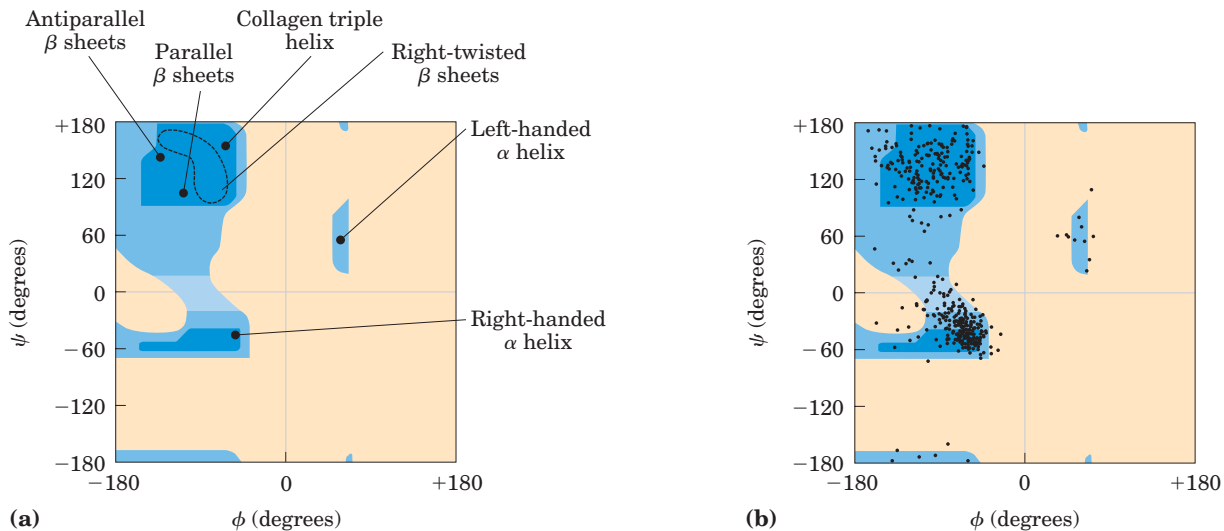 Antiparallel
β sheets
Parallel
β sheets
Collagen triple
helix
Right-twisted
β sheets
Left-handed
α helix
Right-handed
α helix
+180
120
60
0
−60
−120
−180
ψ (degrees)
−180
0
+180
ϕ (degrees)
(a)
+180
120
60
0
−60
−120
−180
ψ (degrees)
−180
0
+180
ϕ (degrees)
(b)